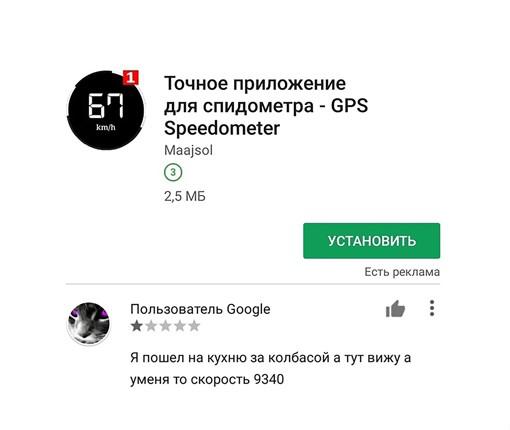 1
67
km/h
Точное приложение
для спидометра - GPS
Speedometer
Maajsol
3
2,5 МБ
УСТАНОВИТЬ
Есть реклама
Пользователь Google
Я пошел на кухню за колбасой а тут вижу а
уменя то скорость 9340